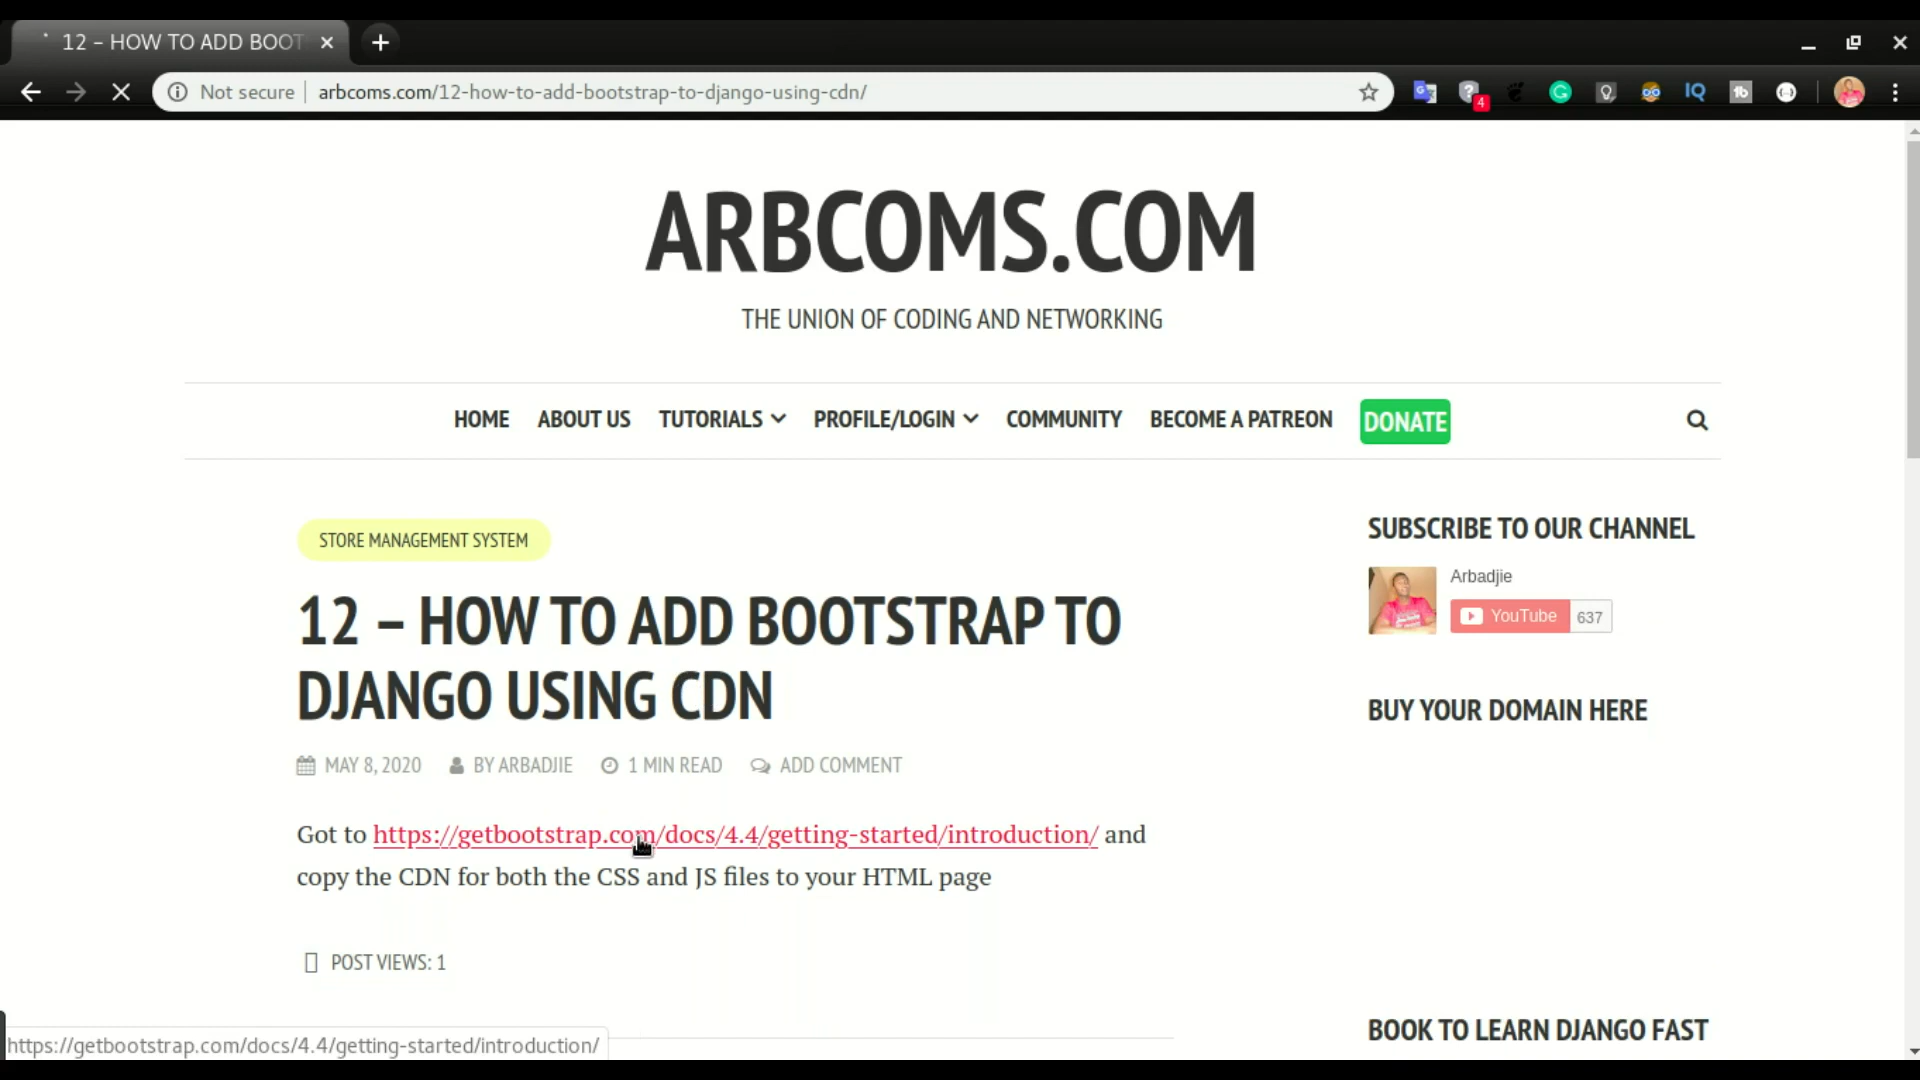 12 – HOW TO ADD BOOT
Not secure
arbcoms.com/12-how-to-add-bootstrap-to-django-using-cdn/
4
IQ
ARBCOMS.COM
THE UNION OF CODING AND NETWORKING
HOME ABOUT US TUTORIALS PROFILE/LOGIN COMMUNITY BECOME A PATREON DONATE
STORE MANAGEMENT SYSTEM
12 – HOW TO ADD BOOTSTRAP TO
DJANGO USING CDN
MAY 8, 2020 BY ARBADJIE 1 MIN READ ADD COMMENT
Got to https://getbootstrap.com/docs/4.4/getting-started/introduction/ and
copy the CDN for both the CSS and JS files to your HTML page
POST VIEWS: 1
SUBSCRIBE TO OUR CHANNEL
Arbadjie
YouTube 637
BUY YOUR DOMAIN HERE
BOOK TO LEARN DJANGO FAST
https://getbootstrap.com/docs/4.4/getting-started/introduction/